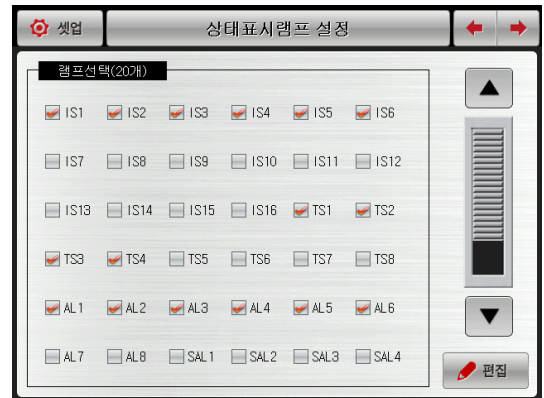 셋업 상태표시램프 설정
램프선택(20개)
IS1 IS2 IS3 IS4 IS5 IS6
IS7 IS8 IS9 IS10 IS11 IS12
IS13 IS14 IS15 IS16 TS1 TS2
TS3 TS4 TS5 TS6 TS7 TS8
AL1 AL2 AL3 AL4 AL5 AL6
AL7 AL8 SAL1 SAL2 SAL3 SAL4
편집